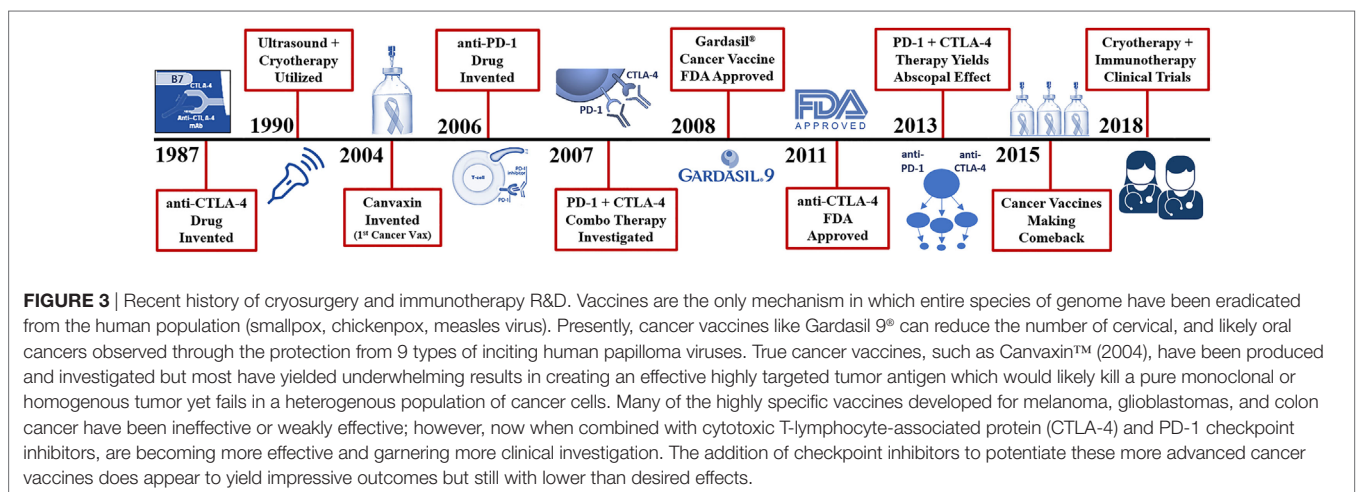 B7
CTLA-4
Anti-CTLA-4
mAb
1987
anti-CTLA-4
Drug
Invented
Ultrasound +
Cryotherapy
Utilized
1990
2004
Canvaxin
Invented
(1st Cancer Vax)
anti-PD-1
Drug
Invented
2006
T-cell
PD-1
inhibitor
PD-1
CTLA-4
PD-1
2007
PD-1 + CTLA-4
Combo Therapy
Investigated
Gardasil®
Cancer Vaccine
FDA Approved
2008
GARDASIL®9
FDA
APPROVED
2011
anti-CTLA-4
FDA
Approved
PD-1 + CTLA-4
Therapy Yields
Abscopal Effect
2013
anti-
PD-1
anti-
CTLA-4
2015
Cancer Vaccines
Making
Comeback
Cryotherapy +
Immunotherapy
Clinical Trials
2018
FIGURE 3 | Recent history of cryosurgery and immunotherapy R&D. Vaccines are the only mechanism in which entire species of genome have been eradicated
from the human population (smallpox, chickenpox, measles virus). Presently, cancer vaccines like Gardasil 9® can reduce the number of cervical, and likely oral
cancers observed through the protection from 9 types of inciting human papilloma viruses. True cancer vaccines, such as Canvaxin™ (2004), have been produced
and investigated but most have yielded underwhelming results in creating an effective highly targeted tumor antigen which would likely kill a pure monoclonal or
homogenous tumor yet fails in a heterogenous population of cancer cells. Many of the highly specific vaccines developed for melanoma, glioblastomas, and colon
cancer have been ineffective or weakly effective; however, now when combined with cytotoxic T-lymphocyte-associated protein (CTLA-4) and PD-1 checkpoint
inhibitors, are becoming more effective and garnering more clinical investigation. The addition of checkpoint inhibitors to potentiate these more advanced cancer
vaccines does appear to yield impressive outcomes but still with lower than desired effects.